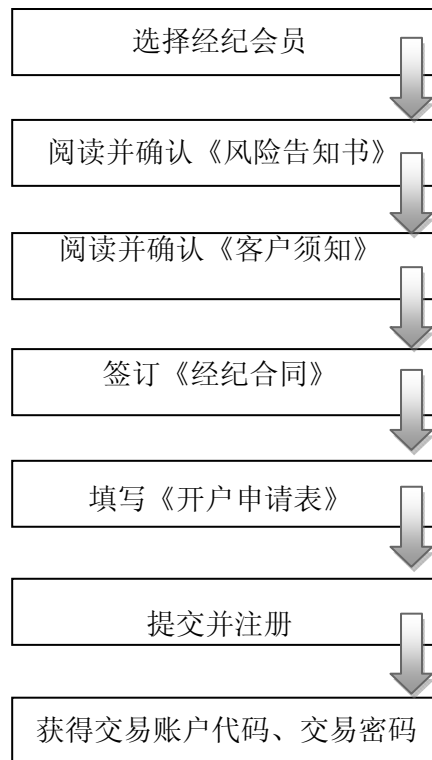 选择经纪会员
阅读并确认《风险告知书》
阅读并确认《客户须知》
签订《经纪合同》
填写《开户申请表》
提交并注册
获得交易账户代码、交易密码